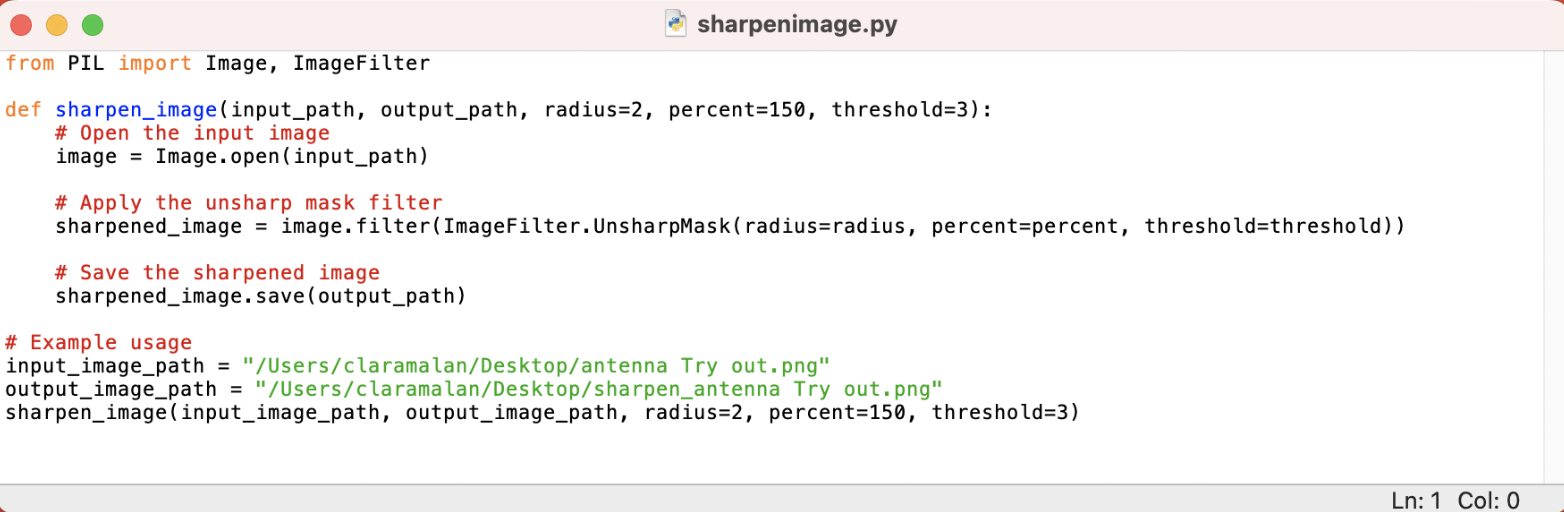 sharpenimage.py
from PIL import Image, ImageFilter
def sharpen_image(input_path, output_path, radius=2, percent=150, threshold=3):
    # Open the input image
    image = Image.open(input_path)
    # Apply the unsharp mask filter
    sharpened_image = image.filter(ImageFilter.UnsharpMask(radius=radius, percent=percent, threshold=threshold))
    # Save the sharpened image
    sharpened_image.save(output_path)
# Example usage
input_image_path = "/Users/claramalan/Desktop/antenna Try out.png"
output_image_path = "/Users/claramalan/Desktop/sharpen_antenna Try out.png"
sharpen_image(input_image_path, output_image_path, radius=2, percent=150, threshold=3)
Ln: 1 Col: 0